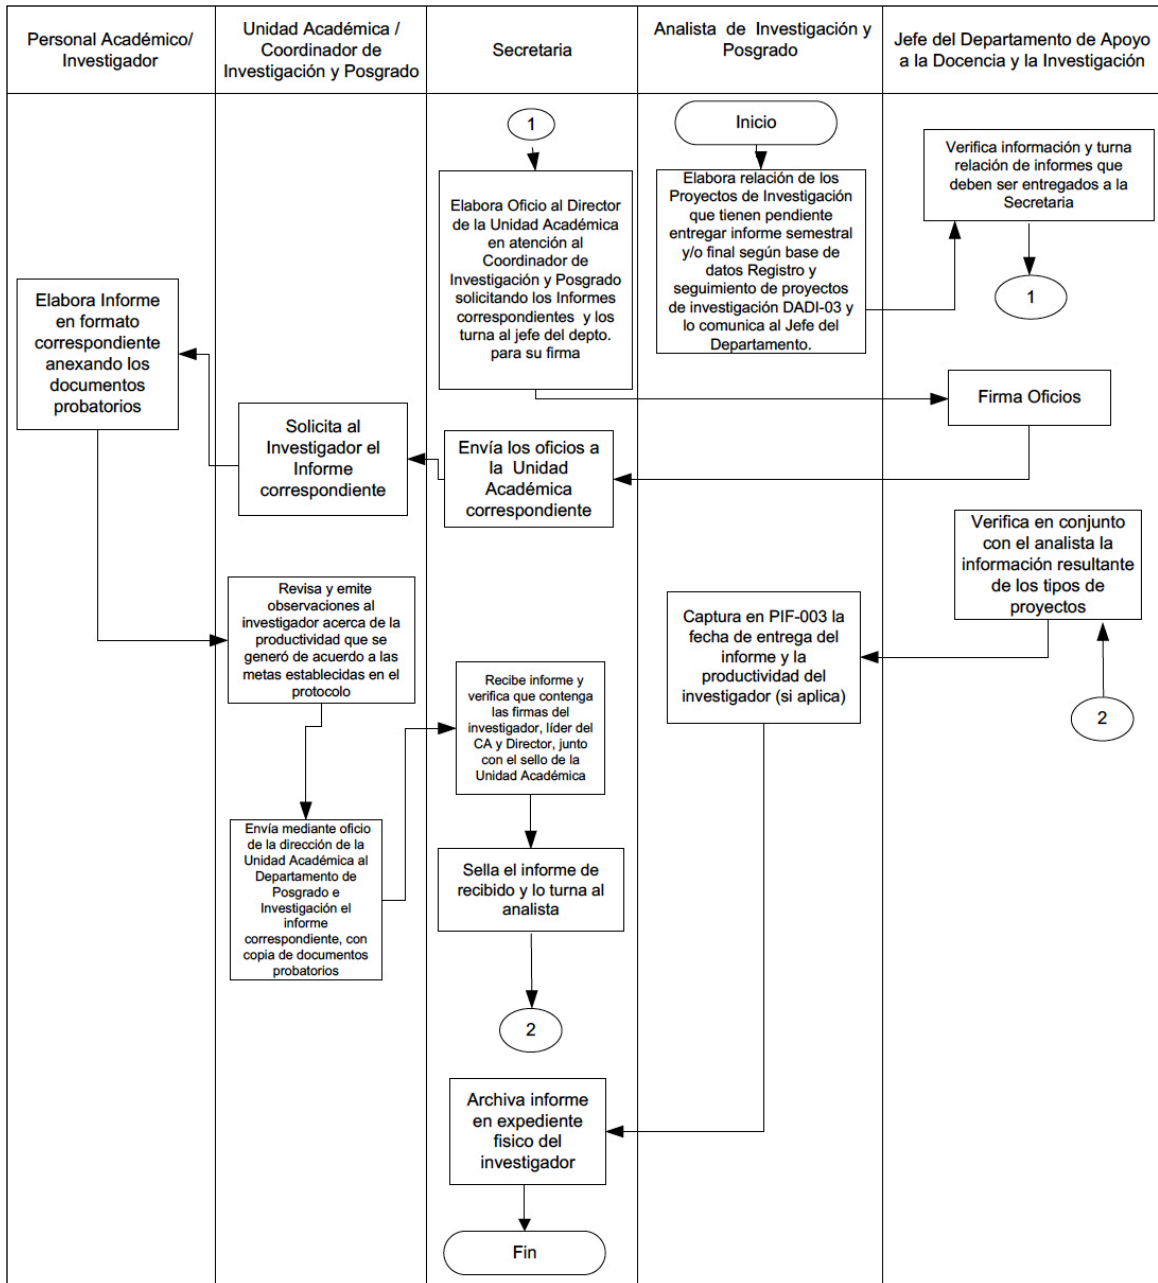 Personal Académico/
Investigador
Unidad Académica /
Coordinador de
Investigación y Posgrado
Secretaria
Analista de Investigación y
Posgrado
Jefe del Departamento de Apoyo
a la Docencia y la Investigación
Inicio
Elabora relación de los
Proyectos de Investigación
que tienen pendiente
entregar informe semestral
y/o final según base de
datos Registro y
seguimiento de proyectos
de investigación DADI-03 y
lo comunica al Jefe del
Departamento.
Verifica información y turna
relación de informes que
deben ser entregados a la
Secretaria
1
1
Elabora Oficio al Director
de la Unidad Académica
en atención al
Coordinador de
Investigación y Posgrado
solicitando los Informes
correspondientes y los
turna al jefe del depto.
para su firma
Firma Oficios
Envía los oficios a
la Unidad
Académica
correspondiente
Solicita al
Investigador el
Informe
correspondiente
Elabora Informe
en formato
correspondiente
anexando los
documentos
probatorios
Revisa y emite
observaciones al
investigador acerca de la
productividad que se
generó de acuerdo a las
metas establecidas en el
protocolo
Envía mediante oficio
de la dirección de la
Unidad Académica al
Departamento de
Posgrado e
Investigación el
informe
correspondiente, con
copia de documentos
probatorios
Recibe informe y
verifica que contenga
las firmas del
investigador, líder del
CA y Director, junto
con el sello de la
Unidad Académica
Sella el informe de
recibido y lo turna al
analista
2
2
Verifica en conjunto
con el analista la
información resultante
de los tipos de
proyectos
Captura en PIF-003 la
fecha de entrega del
informe y la
productividad del
investigador (si aplica)
Archiva informe
en expediente
fisico del
investigador
Fin